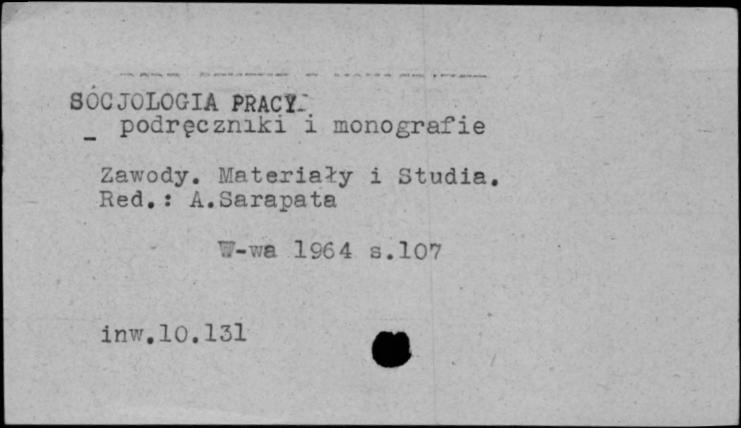 SOCJOLOGIA PRACY
_ podręczniki i monografie
Zawody. Materiały i Studia.
Red.: A.Sarapata
W-wa 1964 s.107
inw.10.131